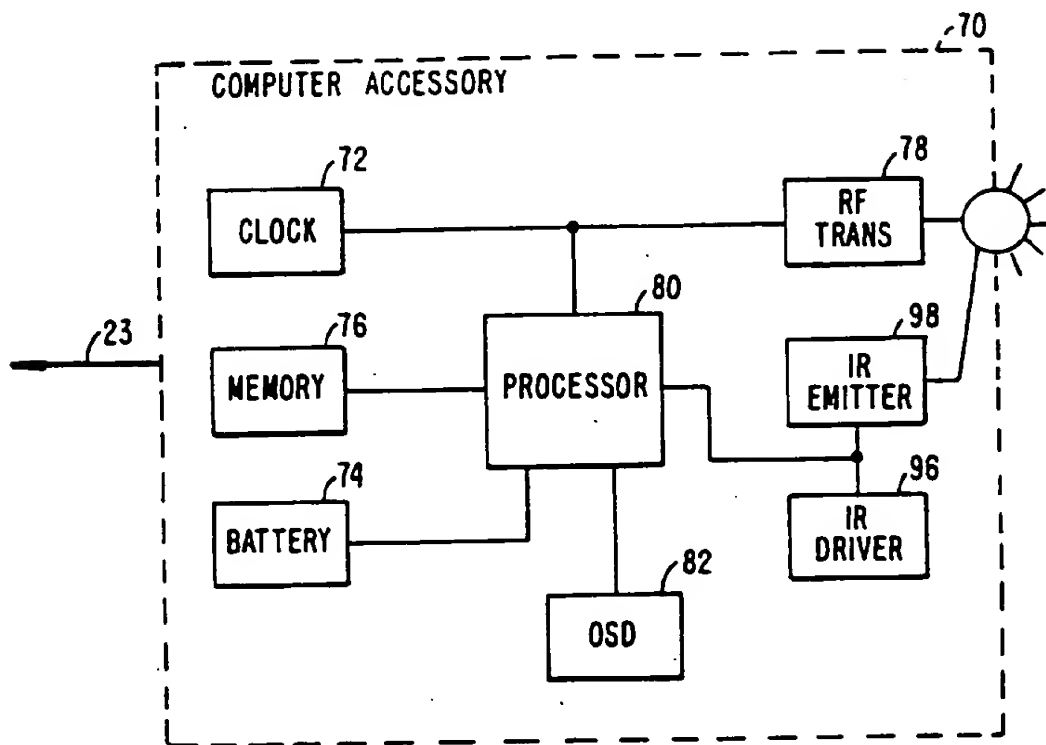 70
COMPUTER ACCESSORY
72
CLOCK
78
RF
TRANS
80
PROCESSOR
98
IR
EMITTER
23
76
MEMORY
74
BATTERY
96
IR
DRIVER
82
OSD